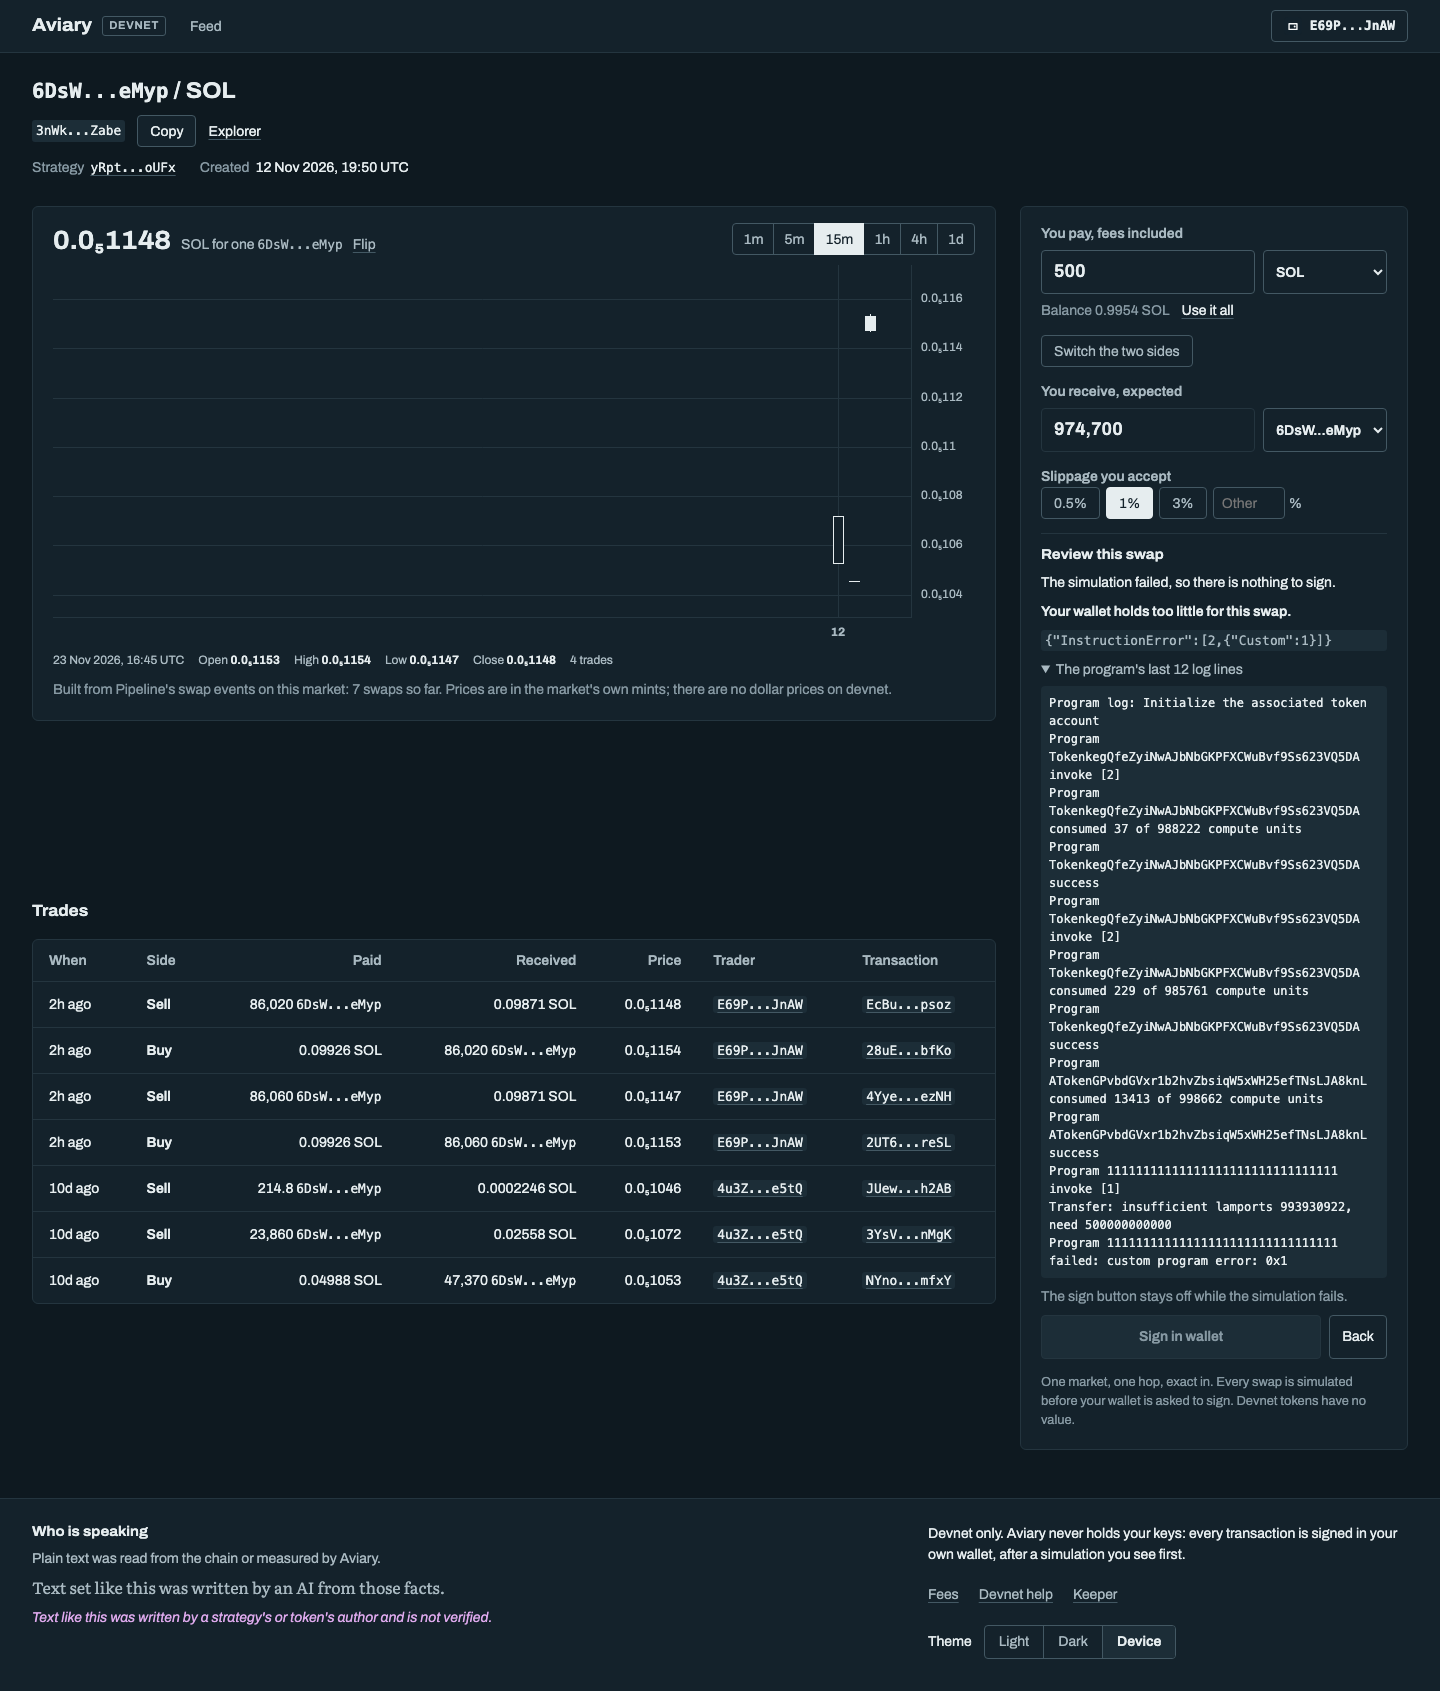 Aviary DEVNET Feed E69P...JnAW
6DsW...eMyp / SOL
3nWk...Zabe Copy Explorer
Strategy yRpt...oUFx Created 12 Nov 2026, 19:50 UTC
0.0₅1148 SOL for one 6DsW...eMyp Flip
1m 5m 15m 1h 4h 1d
0.0₅116
0.0₅114
0.0₅112
0.0₅11
0.0₅108
0.0₅106
0.0₅104
12
23 Nov 2026, 16:45 UTC Open 0.0₅1153 High 0.0₅1154 Low 0.0₅1147 Close 0.0₅1148 4 trades
Built from Pipeline's swap events on this market: 7 swaps so far. Prices are in the market's own mints; there are no dollar prices on devnet.
Trades
When Side Paid Received Price Trader Transaction
2h ago Sell 86,020 6DsW...eMyp 0.09871 SOL 0.0₅1148 E69P...JnAW EcBu...psoz
2h ago Buy 0.09926 SOL 86,020 6DsW...eMyp 0.0₅1154 E69P...JnAW 28uE...bfKo
2h ago Sell 86,060 6DsW...eMyp 0.09871 SOL 0.0₅1147 E69P...JnAW 4Yye...ezNH
2h ago Buy 0.09926 SOL 86,060 6DsW...eMyp 0.0₅1153 E69P...JnAW 2UT6...reSL
10d ago Sell 214.8 6DsW...eMyp 0.0002246 SOL 0.0₅1046 4u3Z...e5tQ JUew...h2AB
10d ago Sell 23,860 6DsW...eMyp 0.02558 SOL 0.0₅1072 4u3Z...e5tQ 3YsV...nMgK
10d ago Buy 0.04988 SOL 47,370 6DsW...eMyp 0.0₅1053 4u3Z...e5tQ NYno...mfxY
You pay, fees included
500 SOL
Balance 0.9954 SOL Use it all
Switch the two sides
You receive, expected
974,700 6DsW...eMyp
Slippage you accept
0.5% 1% 3% Other %
Review this swap
The simulation failed, so there is nothing to sign.
Your wallet holds too little for this swap.
{"InstructionError":[2,{"Custom":1}]}
▼ The program's last 12 log lines
Program log: Initialize the associated token
account
Program
TokenkegQfeZyiNwAJbNbGKPFXCWuBvf9Ss623VQ5DA
invoke [2]
Program
TokenkegQfeZyiNwAJbNbGKPFXCWuBvf9Ss623VQ5DA
consumed 37 of 988222 compute units
Program
TokenkegQfeZyiNwAJbNbGKPFXCWuBvf9Ss623VQ5DA
success
Program
TokenkegQfeZyiNwAJbNbGKPFXCWuBvf9Ss623VQ5DA
invoke [2]
Program
TokenkegQfeZyiNwAJbNbGKPFXCWuBvf9Ss623VQ5DA
consumed 229 of 985761 compute units
Program
TokenkegQfeZyiNwAJbNbGKPFXCWuBvf9Ss623VQ5DA
success
Program
ATokenGPvbdGVxr1b2hvZbsiqW5xWH25efTNsLJA8knL
consumed 13413 of 998662 compute units
Program
ATokenGPvbdGVxr1b2hvZbsiqW5xWH25efTNsLJA8knL
success
Program 11111111111111111111111111111111
invoke [1]
Transfer: insufficient lamports 993930922,
need 500000000000
Program 11111111111111111111111111111111
failed: custom program error: 0x1
The sign button stays off while the simulation fails.
Sign in wallet Back
One market, one hop, exact in. Every swap is simulated
before your wallet is asked to sign. Devnet tokens have no
value.
Who is speaking
Plain text was read from the chain or measured by Aviary.
Text set like this was written by an AI from those facts.
Text like this was written by a strategy's or token's author and is not verified.
Devnet only. Aviary never holds your keys: every transaction is signed in your
own wallet, after a simulation you see first.
Fees Devnet help Keeper
Theme Light Dark Device